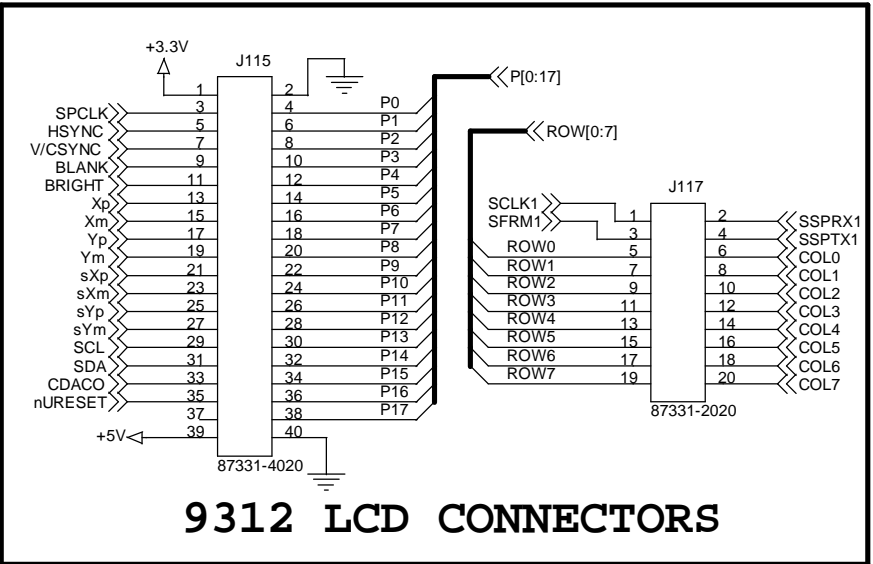 +3.3V
J115
P[0:17]
1 2
SPCLK 3 4 P0
HSYNC 5 6 P1
ROW[0:7]
V/CSYNC 7 8 P2
BLANK 9 10 P3
BRIGHT 11 12 P4
J117
Xp 13 14 P5
SCLK1 1 2 SSPRX1
Xm 15 16 P6
SFRM1 3 4 SSPTX1
Yp 17 18 P7
ROW0 5 6 COL0
Ym 19 20 P8
ROW1 7 8 COL1
sXp 21 22 P9
ROW2 9 10 COL2
sXm 23 24 P10
ROW3 11 12 COL3
sYp 25 26 P11
ROW4 13 14 COL4
sYm 27 28 P12
ROW5 15 16 COL5
SCL 29 30 P13
ROW6 17 18 COL6
SDA 31 32 P14
ROW7 19 20 COL7
CDACO 33 34 P15
nURESET 35 36 P16
87331-2020
37 38 P17
+5V 39 40
87331-4020
9312 LCD CONNECTORS